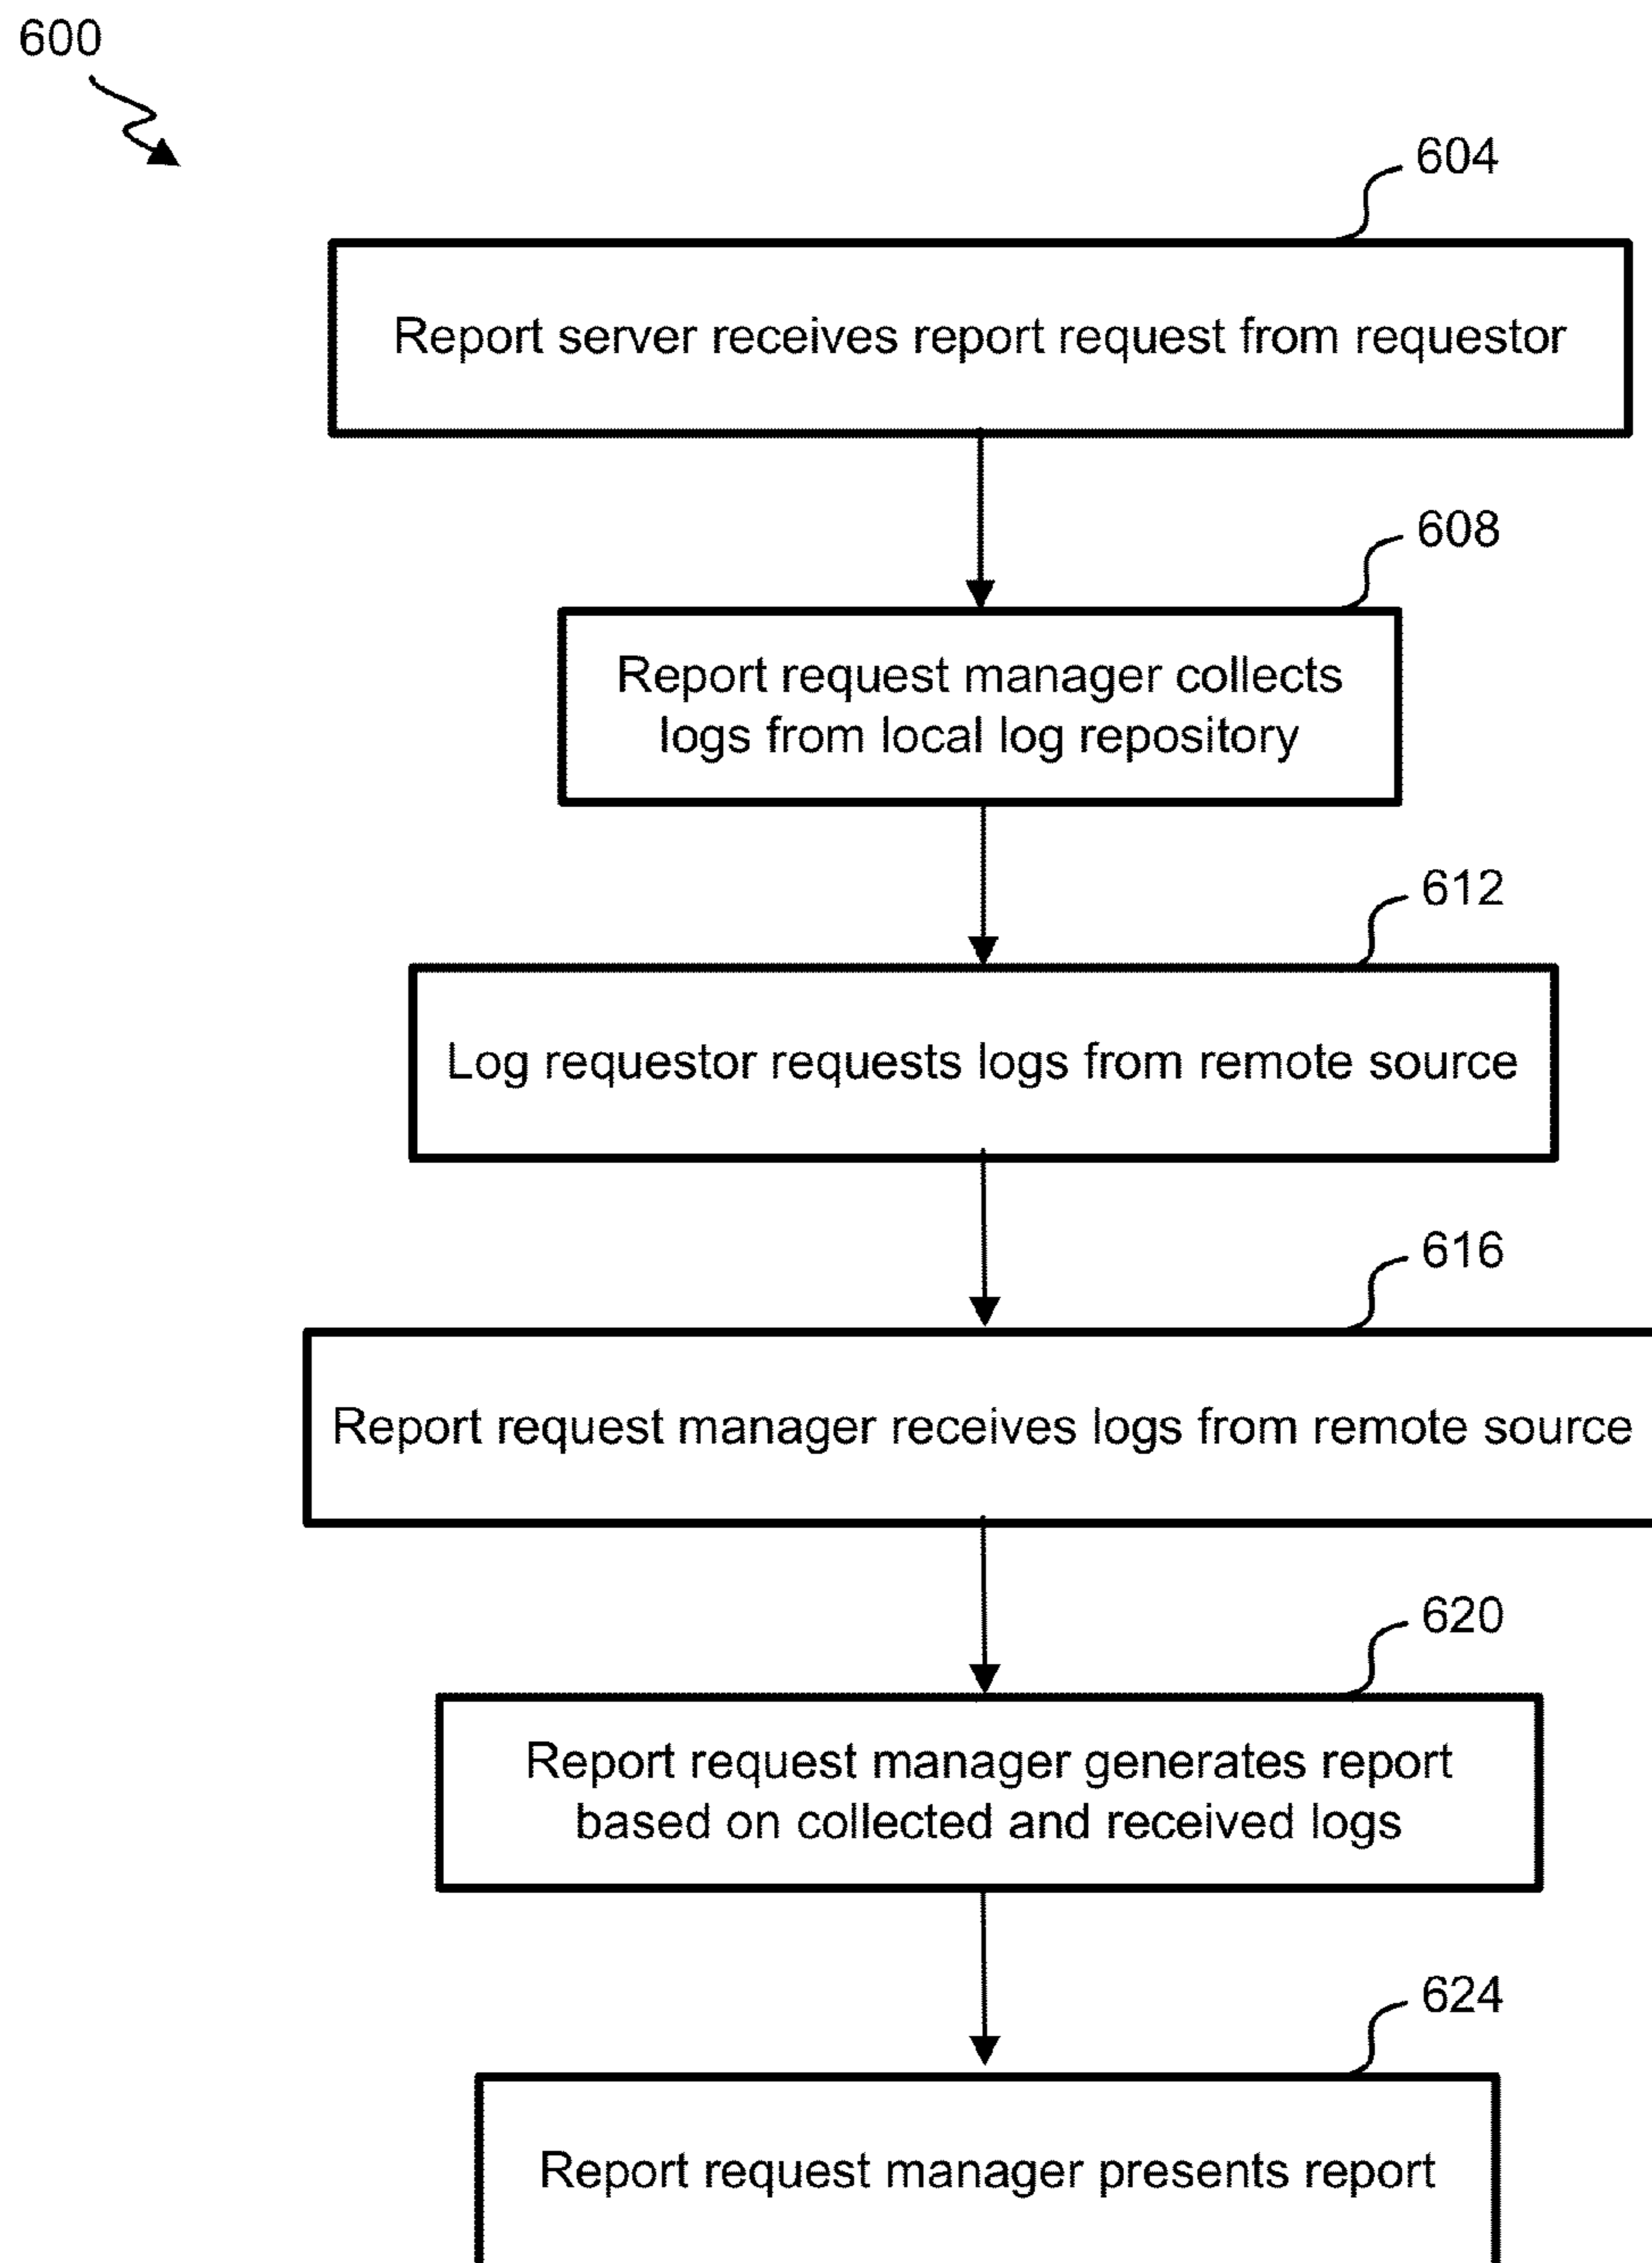 600
604
Report server receives report request from requestor
608
Report request manager collects
logs from local log repository
612
Log requestor requests logs from remote source
616
Report request manager receives logs from remote source
620
Report request manager generates report
based on collected and received logs
624
Report request manager presents report